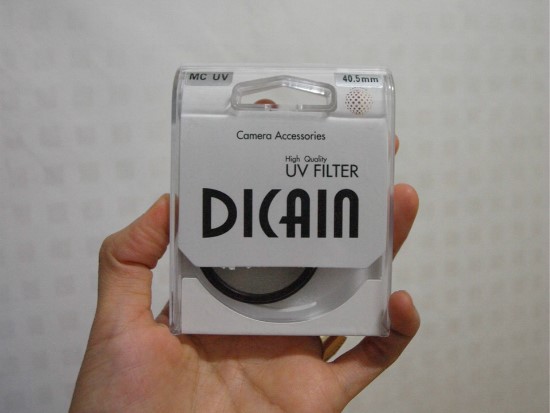 MC UV
40.5mm
Camera Accessories
High Quality
UV FILTER
DICAIN